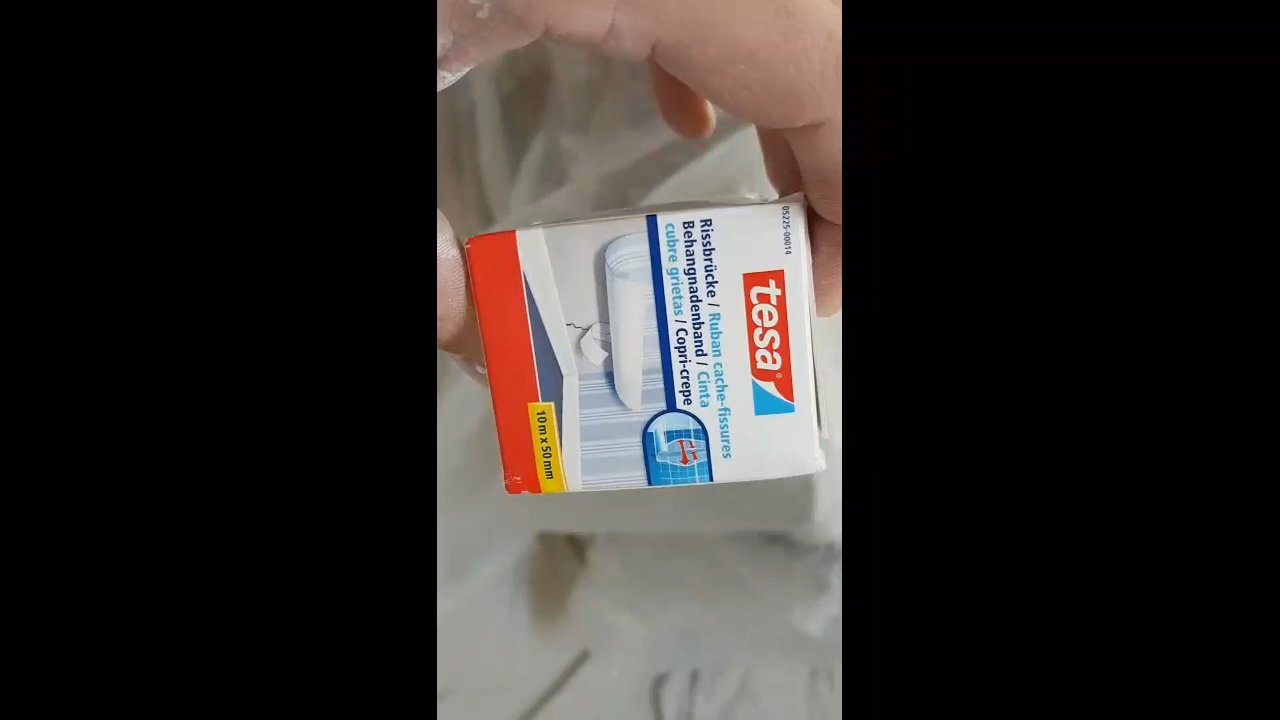 05225-00014
tesa®
Rissbrücke / Ruban cache-fissures
Behangnadenband / Cinta
cubre grietas / Copri-crepe
10 m x 50 mm